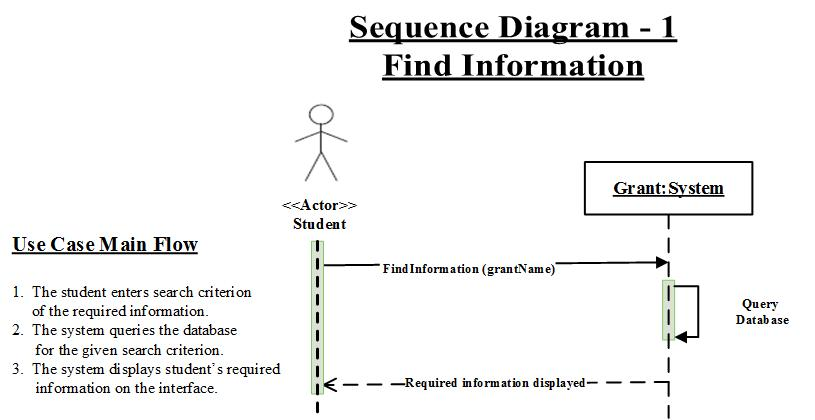 Sequence Diagram - 1
Find Information
<<Actor>>
Student
Grant:System
Use Case Main Flow
1. The student enters search criterion
of the required information.
2. The system queries the database
for the given search criterion.
3. The system displays student's required
information on the interface.
FindInformation (grantName)
Query
Database
Required information displayed